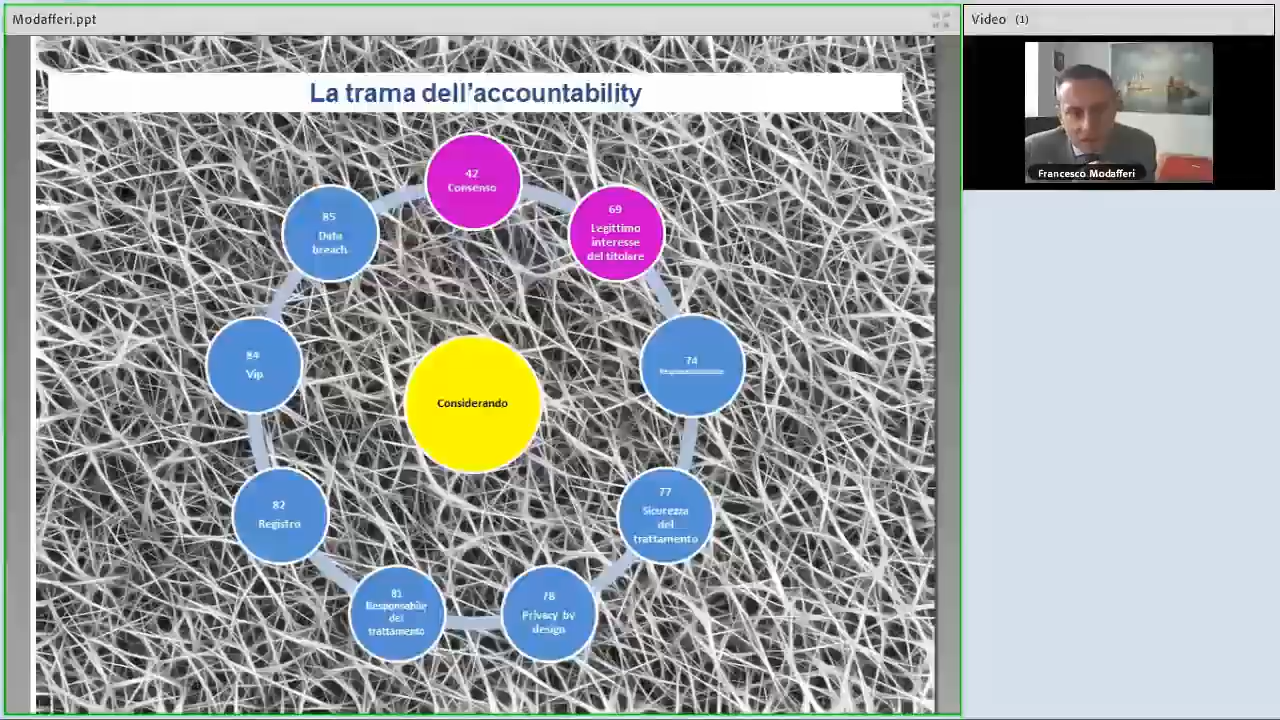 Modafferi.ppt
Video (1)
La trama dell'accountability
42
Consenso
69
Legittimo
interesse
del titolare
74
77
Sicurezza
del
trattamento
78
Privacy by
design
81
Responsabile
del
trattamento
82
Registro
84
Vip
85
Data
breach
Considerando
Francesco Modafferi